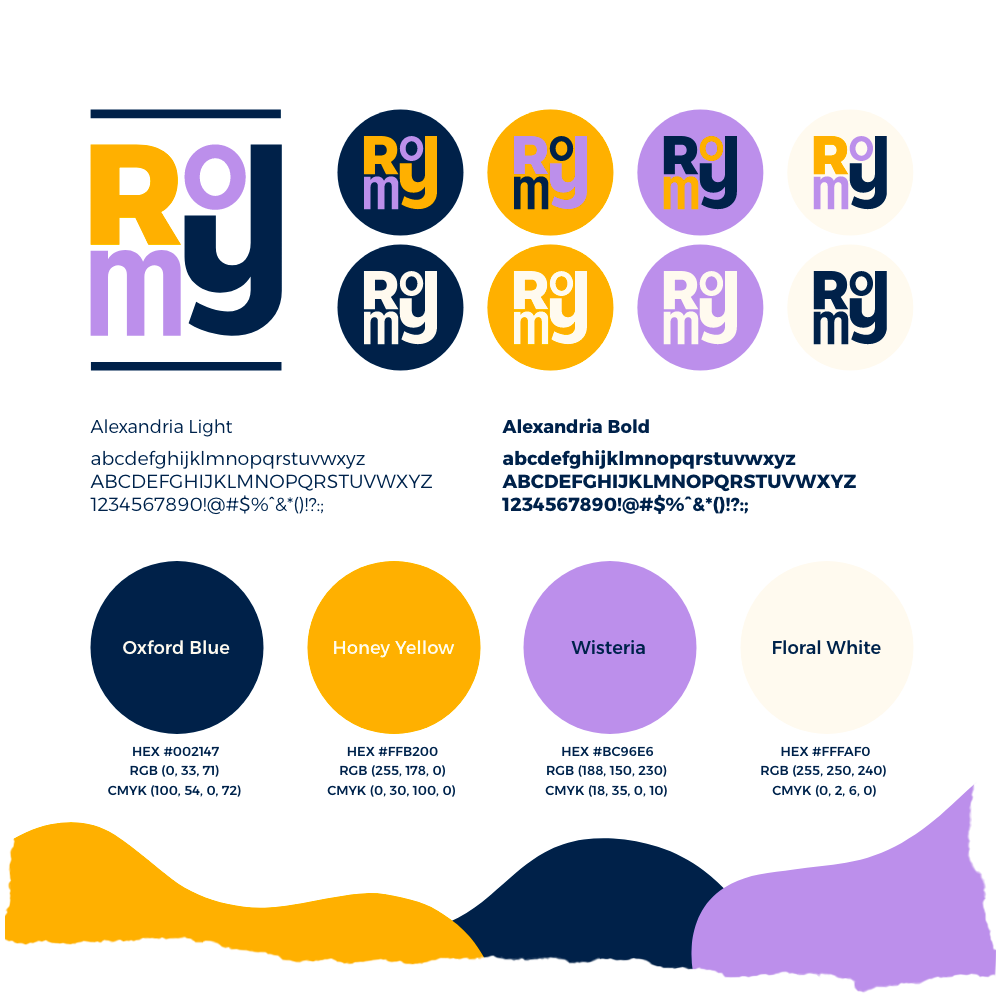 Romy
Romy
Romy
Romy
Romy
Romy
Romy
Romy
Romy
Alexandria Light
abcdefghijklmnopqrstuvwxyz
ABCDEFGHIJKLMNOPQRSTUVWXYZ
1234567890!@#$%^&*()!?:;
Alexandria Bold
abcdefghijklmnopqrstuvwxyz
ABCDEFGHIJKLMNOPQRSTUVWXYZ
1234567890!@#$%^&*()!?:;
Oxford Blue
HEX #002147
RGB (0, 33, 71)
CMYK (100, 54, 0, 72)
Honey Yellow
HEX #FFB200
RGB (255, 178, 0)
CMYK (0, 30, 100, 0)
Wisteria
HEX #BC96E6
RGB (188, 150, 230)
CMYK (18, 35, 0, 10)
Floral White
HEX #FFFAF0
RGB (255, 250, 240)
CMYK (0, 2, 6, 0)